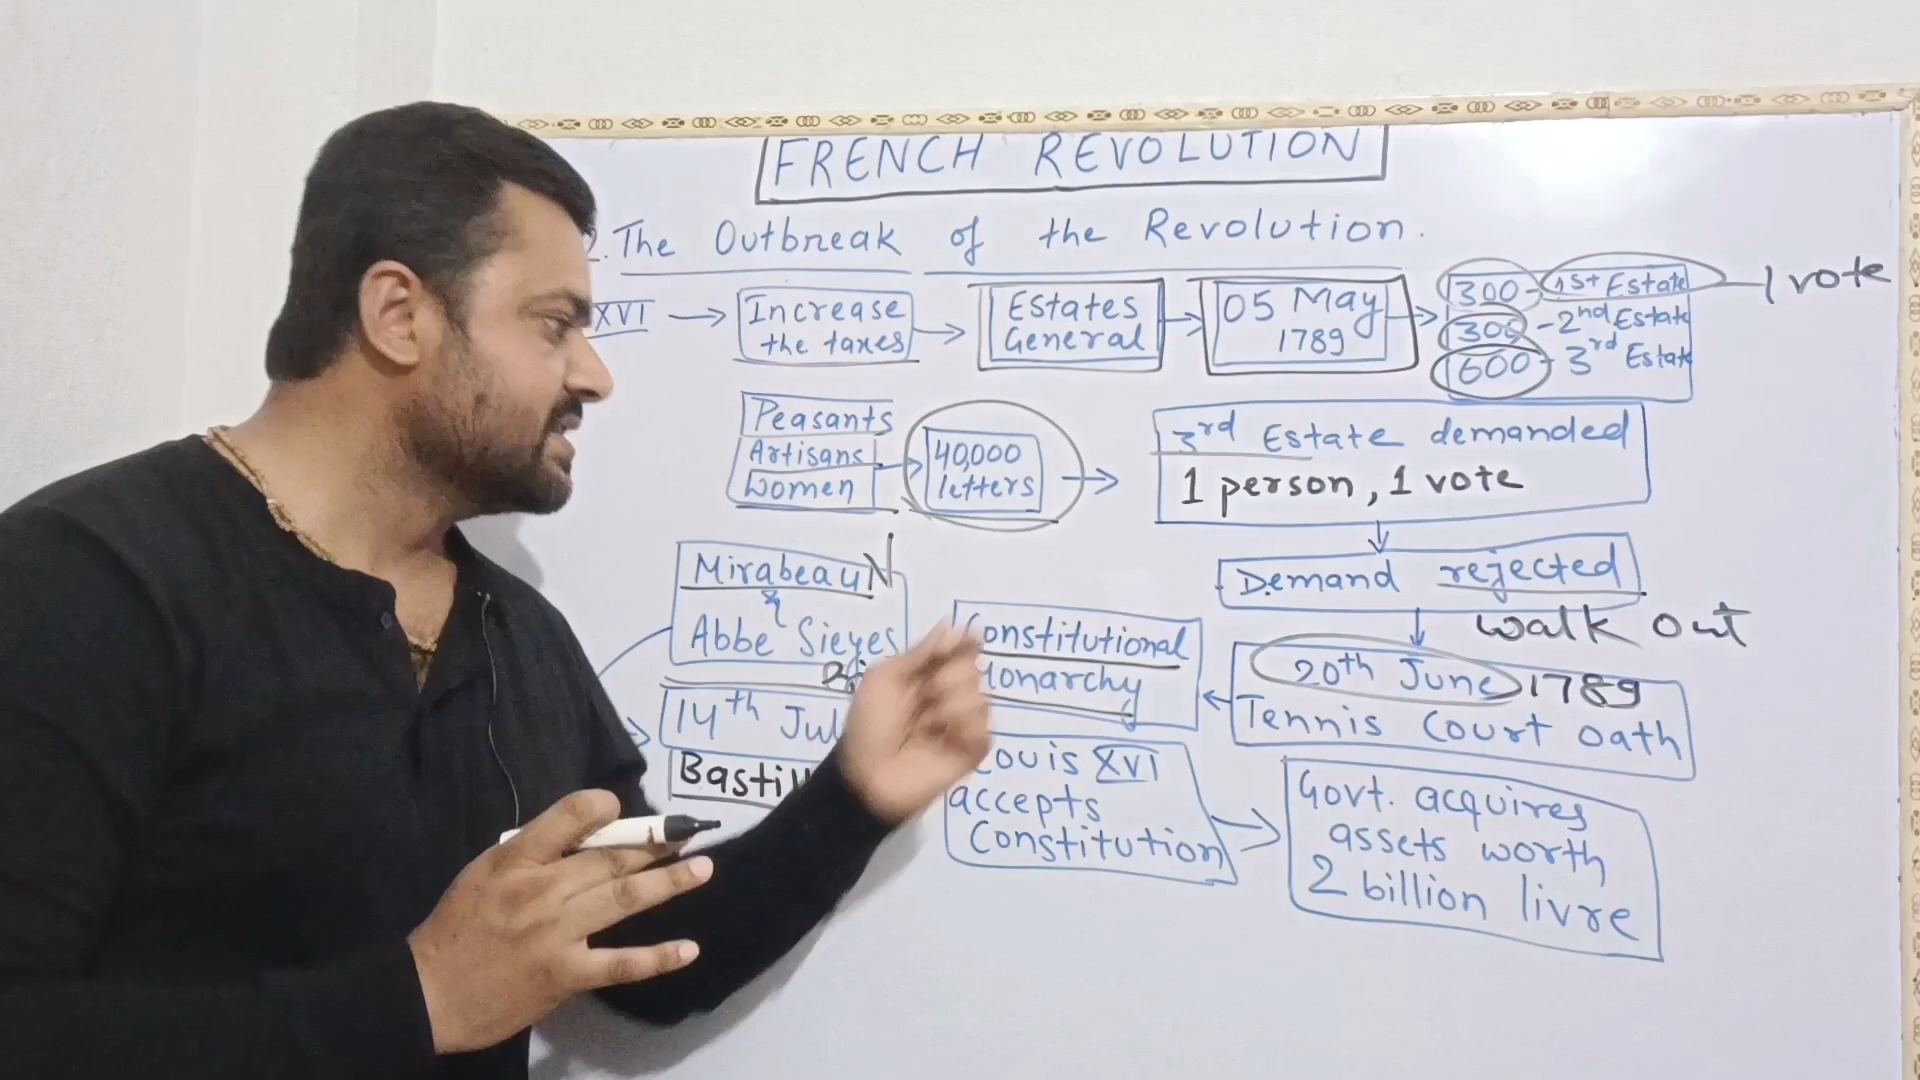 FRENCH REVOLUTION
2. The Outbreak of the Revolution.
XVI
Increase
the taxes
Estates
General
05 May
1789
300 - 1st Estate
1 vote
300 - 2nd Estate
600 - 3rd Estate
Peasants
Artisans
Women
40,000
letters
3rd Estate demanded
1 person, 1 vote
Demand rejected
Walk out
20th June 1789
Tennis Court oath
Constitutional
Monarchy
Mirabeau N
&
Abbe Sieyes
14th Jul
Bastill
Louis XVI
accepts
Constitution
Govt. acquires
assets worth
2 billion livre